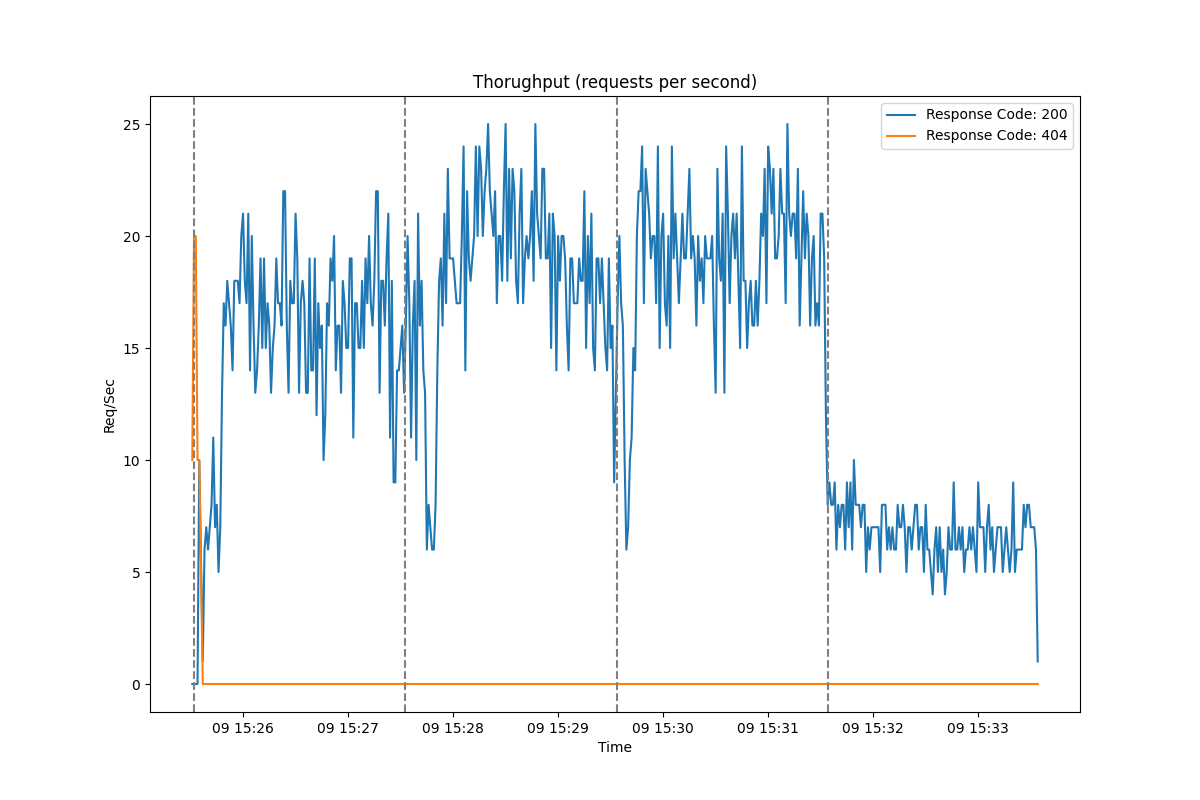 Thorughput (requests per second)
Response Code: 200
Response Code: 404
25
20
15
10
5
0
Req/Sec
09 15:26 09 15:27 09 15:28 09 15:29 09 15:30 09 15:31 09 15:32 09 15:33
Time